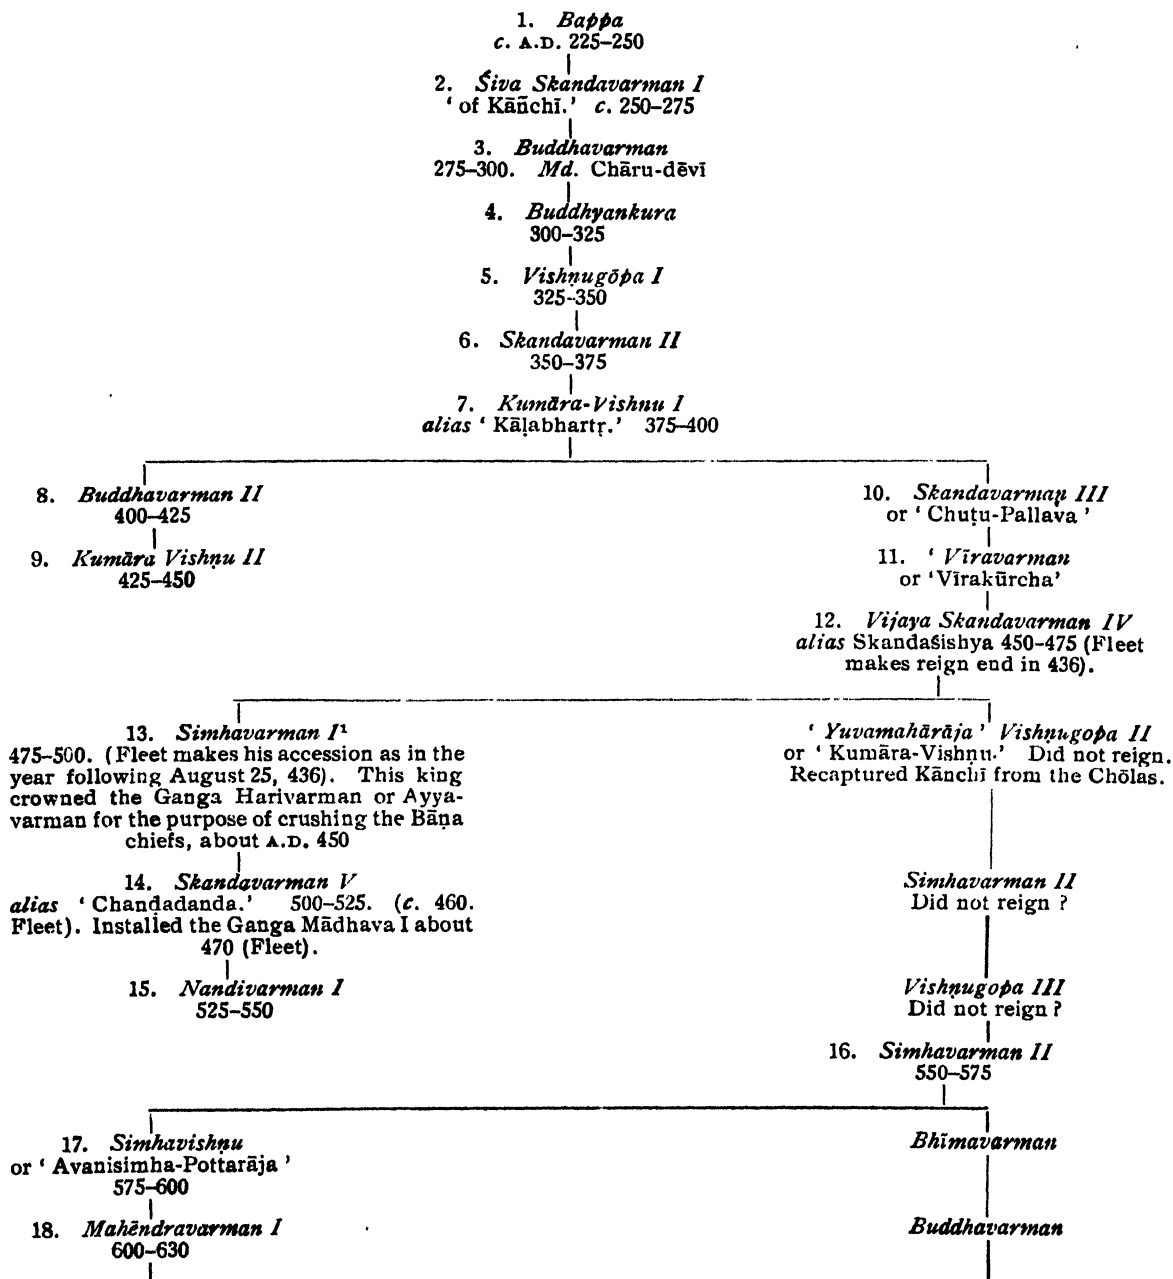 1. Bappa
c. A.D. 225–250
2. Śiva Skandavarman I
‘ of Kāñchī.’ c. 250–275
3. Buddhavarman
275–300. Md. Chāru-dēvī
4. Buddhyankura
300–325
5. Vishṇugōpa I
325–350
6. Skandavarman II
350–375
7. Kumāra-Vishnu I
alias ‘ Kāḷabhartṛ.’ 375–400
8. Buddhavarman II
400–425
10. Skandavarmaṇ III
or ‘ Chuṭu-Pallava ’
9. Kumāra Vishṇu II
425–450
11. ‘ Vīravarman
or ‘Vīrakūrcha’
12. Vijaya Skandavarman IV
alias Skandaśishya 450–475 (Fleet
makes reign end in 436).
13. Simhavarman I¹
475–500. (Fleet makes his accession as in the
year following August 25, 436). This king
crowned the Ganga Harivarman or Ayya-
varman for the purpose of crushing the Bāṇa
chiefs, about A.D. 450
‘ Yuvamahārāja ’ Vishṇugopa II
or ‘ Kumāra-Vishṇu.’ Did not reign.
Recaptured Kānchī from the Chōlas.
14. Skandavarman V
alias ‘ Chandadanda.’ 500–525. (c. 460.
Fleet). Installed the Ganga Mādhava I about
470 (Fleet).
Simhavarman II
Did not reign ?
15. Nandivarman I
525–550
Vishṇugopa III
Did not reign ?
16. Simhavarman II
550–575
17. Simhavishṇu
or ‘ Avanisimha-Pottarāja ’
575–600
Bhīmavarman
18. Mahēndravarman I
600–630
Buddhavarman